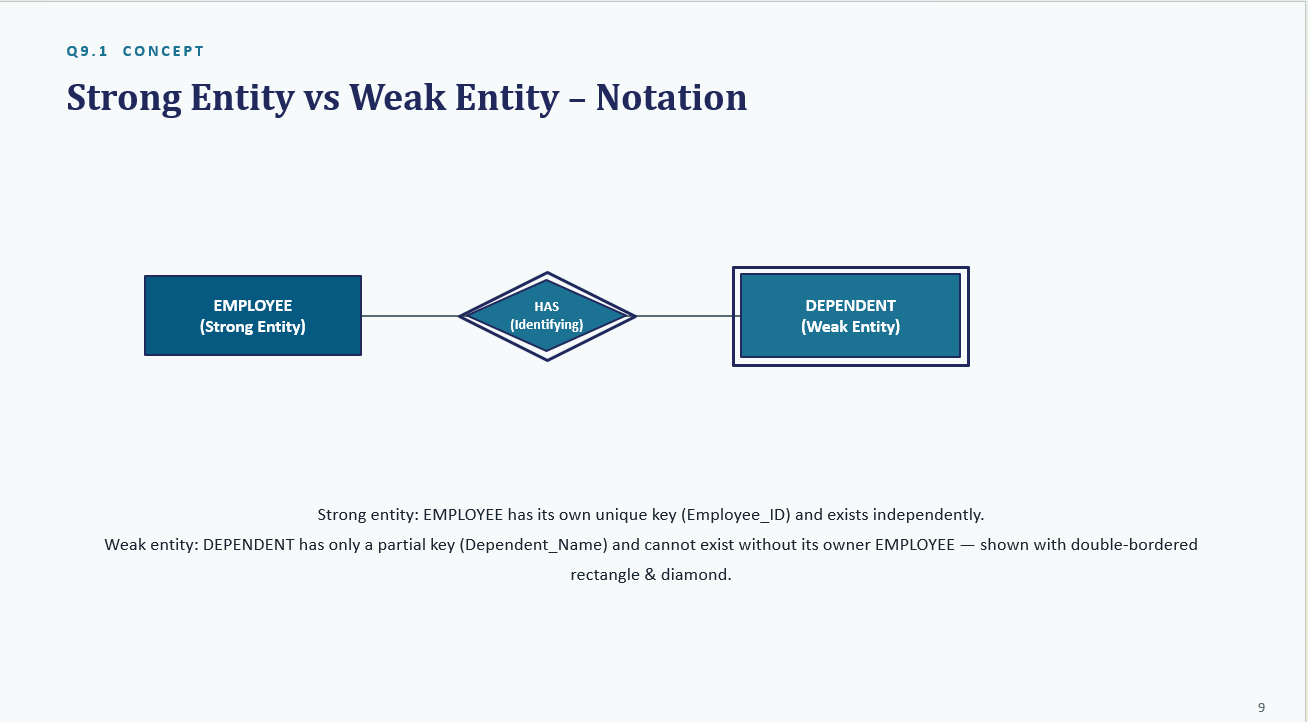 Q9.1 CONCEPT
Strong Entity vs Weak Entity – Notation
EMPLOYEE
(Strong Entity)
HAS
(Identifying)
DEPENDENT
(Weak Entity)
Strong entity: EMPLOYEE has its own unique key (Employee_ID) and exists independently.
Weak entity: DEPENDENT has only a partial key (Dependent_Name) and cannot exist without its owner EMPLOYEE — shown with double-bordered
rectangle & diamond.
9